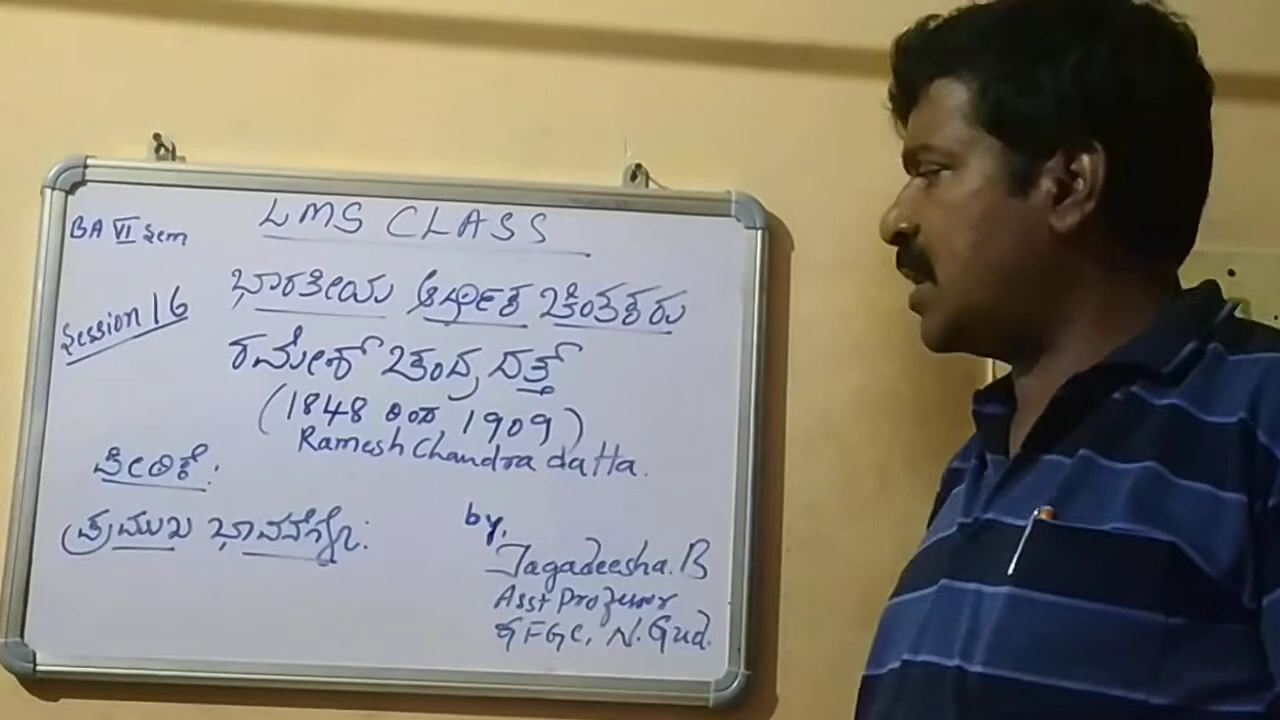 LMS CLASS
BA VI Sem
ಭಾರತೀಯ ಆರ್ಥಿಕ ಚಿಂತಕರು
Session 16
ರಮೇಶ್ ಚಂದ್ರ ದತ್ತ್
(1848 ರಿಂದ 1909)
Ramesh Chandra datta.
ಪೀಠಿಕೆ:
ಪ್ರಮುಖ ಭಾವನೆಗಳು:
by,
Jagadeesha. B
Asst Professor
GFGC, N. Gud.